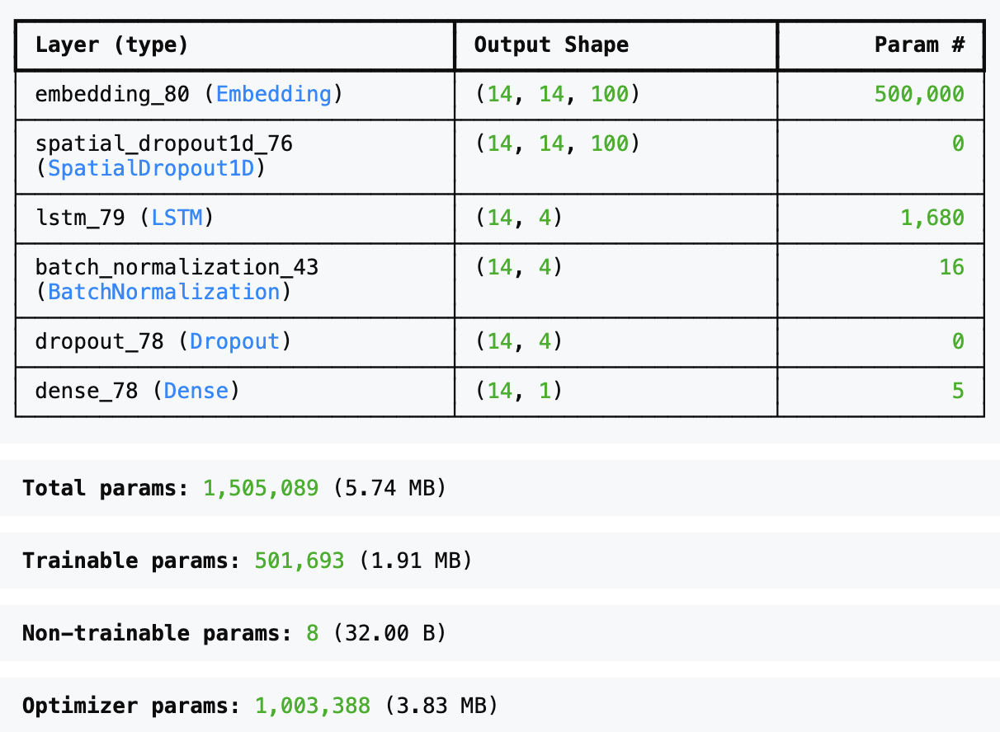 Layer (type) Output Shape Param #
embedding_80 (Embedding) (14, 14, 100) 500,000
spatial_dropout1d_76 (14, 14, 100) 0
(SpatialDropout1D)
lstm_79 (LSTM) (14, 4) 1,680
batch_normalization_43 (14, 4) 16
(BatchNormalization)
dropout_78 (Dropout) (14, 4) 0
dense_78 (Dense) (14, 1) 5
Total params: 1,505,089 (5.74 MB)
Trainable params: 501,693 (1.91 MB)
Non-trainable params: 8 (32.00 B)
Optimizer params: 1,003,388 (3.83 MB)